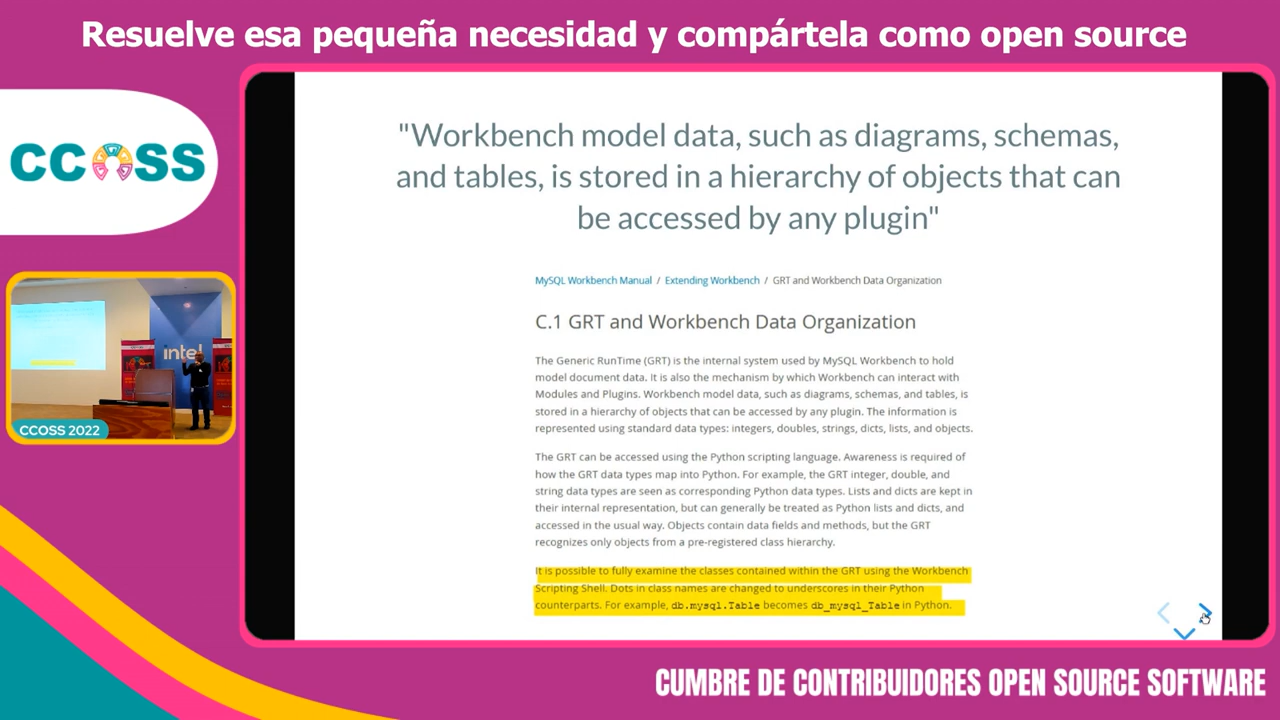 Resuelve esa pequeña necesidad y compártela como open source
CCOSS
intel
CCOSS 2022
"Workbench model data, such as diagrams, schemas,
and tables, is stored in a hierarchy of objects that can
be accessed by any plugin"
MySQL Workbench Manual / Extending Workbench / GRT and Workbench Data Organization
C.1 GRT and Workbench Data Organization
The Generic RunTime (GRT) is the internal system used by MySQL Workbench to hold
model document data. It is also the mechanism by which Workbench can interact with
Modules and Plugins. Workbench model data, such as diagrams, schemas, and tables, is
stored in a hierarchy of objects that can be accessed by any plugin. The information is
represented using standard data types: integers, doubles, strings, dicts, lists, and objects.
The GRT can be accessed using the Python scripting language. Awareness is required of
how the GRT data types map into Python. For example, the GRT integer, double, and
string data types are seen as corresponding Python data types. Lists and dicts are kept in
their internal representation, but can generally be treated as Python lists and dicts, and
accessed in the usual way. Objects contain data fields and methods, but the GRT
recognizes only objects from a pre-registered class hierarchy.
It is possible to fully examine the classes contained within the GRT using the Workbench
Scripting Shell. Dots in class names are changed to underscores in their Python
counterparts. For example, db.mysql.Table becomes db_mysql_Table in Python.
CUMBRE DE CONTRIBUIDORES OPEN SOURCE SOFTWARE